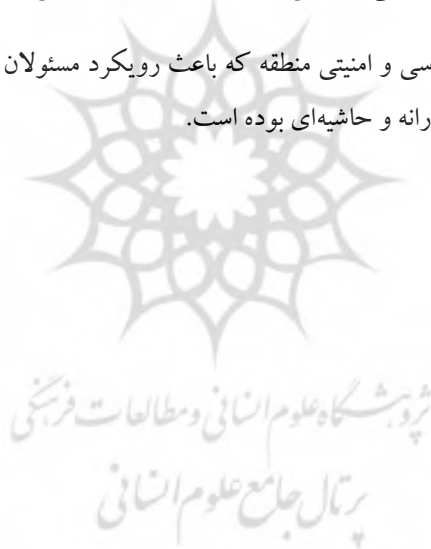 سی و امنیتی منطقه که باعث رویکرد مسئولان
رانه و حاشیه‌ای بوده است.
پژوهشگاه علوم انسانی و مطالعات فرهنگی
پرتال جامع علوم انسانی